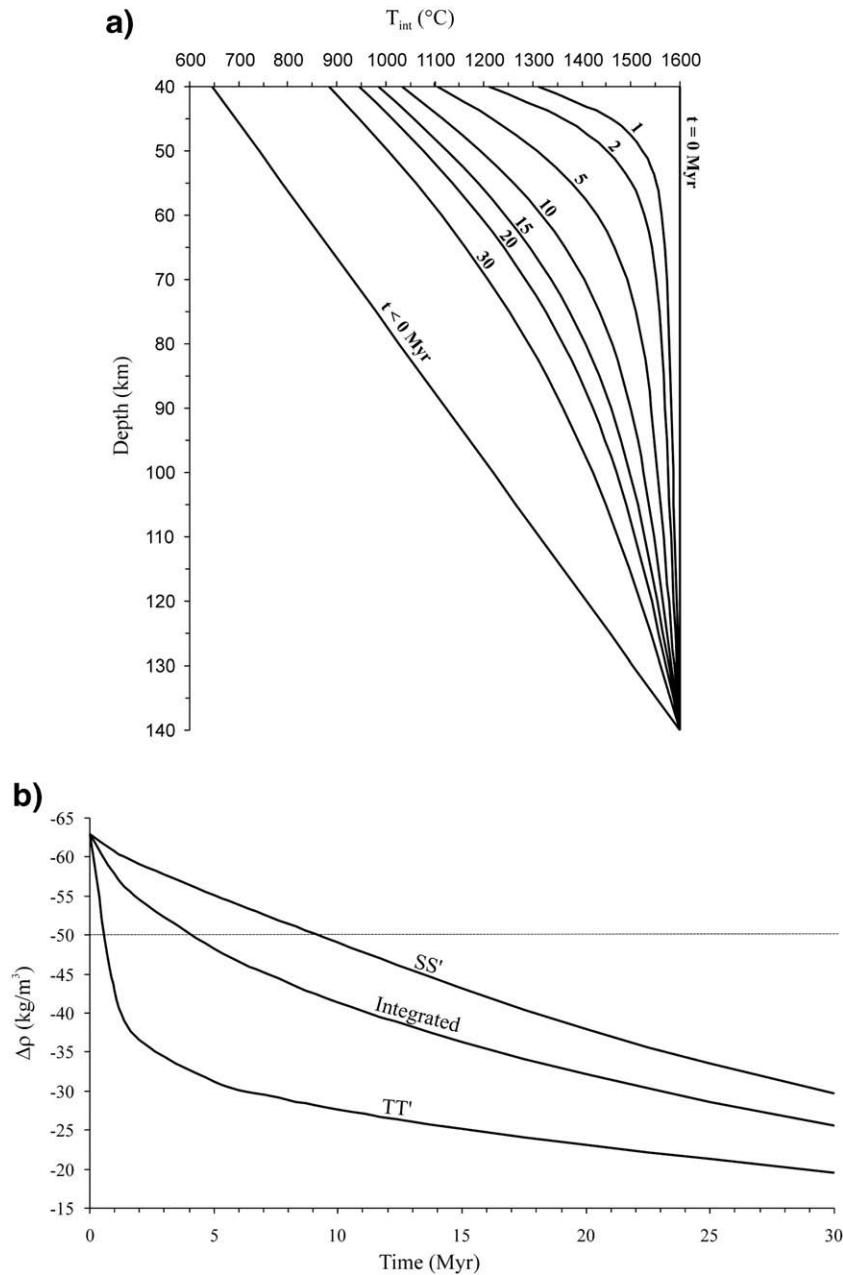 a)
T_int (°C)
600 700 800 900 1000 1100 1200 1300 1400 1500 1600
40
50
60
70
80
90
100
110
120
130
140
Depth (km)
1
2
5
10
15
20
30
t = 0 Myr
t < 0 Myr
b)
-65
-60
-55
-50
-45
-40
-35
-30
-25
-20
-15
Δρ (kg/m³)
SS'
Integrated
TT'
0 5 10 15 20 25 30
Time (Myr)